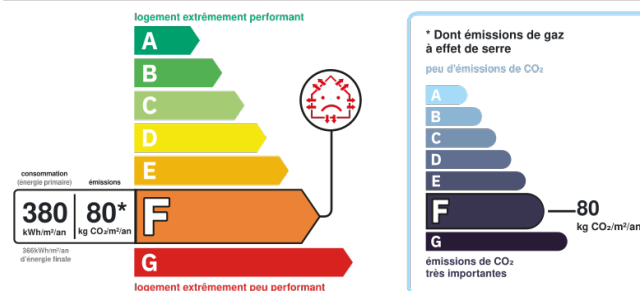 logement extrêmement performant
A
B
C
D
E
consommation
(énergie primaire)
émissions
380
kWh/m²/an
80*
kg CO₂/m²/an
F
366kWh/m²/an
d'énergie finale
G
logement extrêmement peu performant
* Dont émissions de gaz
à effet de serre
peu d'émissions de CO₂
A
B
C
D
E
F
80
kg CO₂/m²/an
G
émissions de CO₂
très importantes